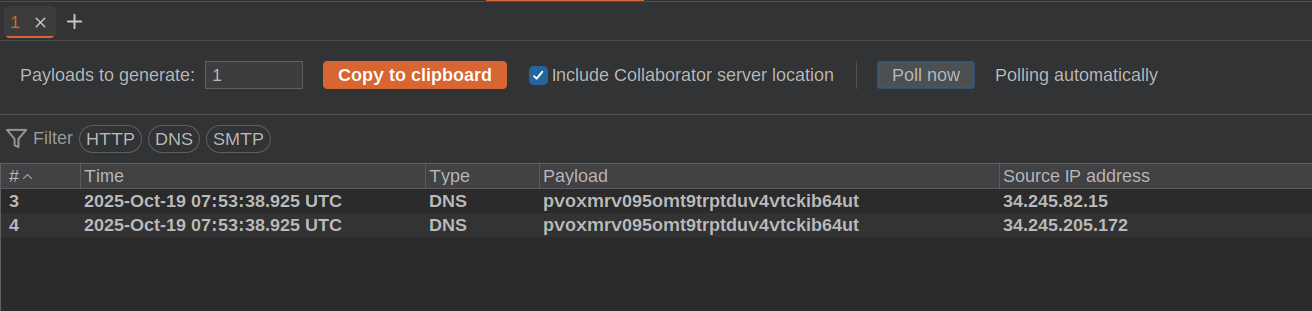 1
Payloads to generate: 1 Copy to clipboard Include Collaborator server location Poll now Polling automatically
Filter HTTP DNS SMTP
# Time Type Payload Source IP address
3 2025-Oct-19 07:53:38.925 UTC DNS pvoxmrv095omt9trptduv4vtckib64ut 34.245.82.15
4 2025-Oct-19 07:53:38.925 UTC DNS pvoxmrv095omt9trptduv4vtckib64ut 34.245.205.172